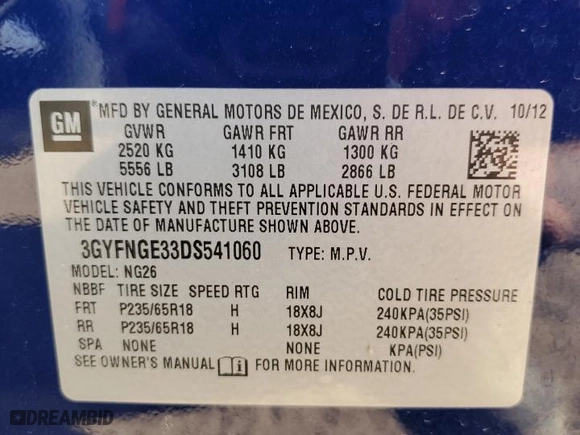 GM
*MFD BY GENERAL MOTORS DE MEXICO, S. DE R.L. DE C.V. 10/12
GVWR GAWR FRT GAWR RR
2520 KG 1410 KG 1300 KG
5556 LB 3108 LB 2866 LB
THIS VEHICLE CONFORMS TO ALL APPLICABLE U.S. FEDERAL MOTOR
VEHICLE SAFETY AND THEFT PREVENTION STANDARDS IN EFFECT ON
THE DATE OF MANUFACTURE SHOWN ABOVE.
3GYFNGE33DS541060 TYPE: M.P.V.
MODEL: NG26
NBBF TIRE SIZE SPEED RTG RIM COLD TIRE PRESSURE
FRT P235/65R18 H 18X8J 240KPA(35PSI)
RR P235/65R18 H 18X8J 240KPA(35PSI)
SPA NONE NONE KPA(PSI)
SEE OWNER'S MANUAL FOR MORE INFORMATION.
DREAMBID